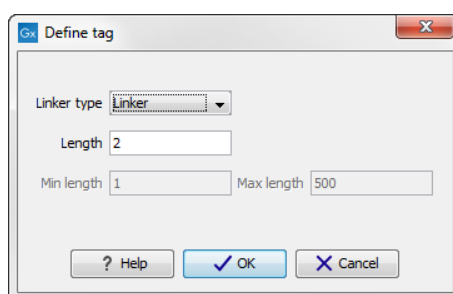 Gx Define tag
Linker type Linker
Length 2
Min length 1 Max length 500
? Help OK Cancel